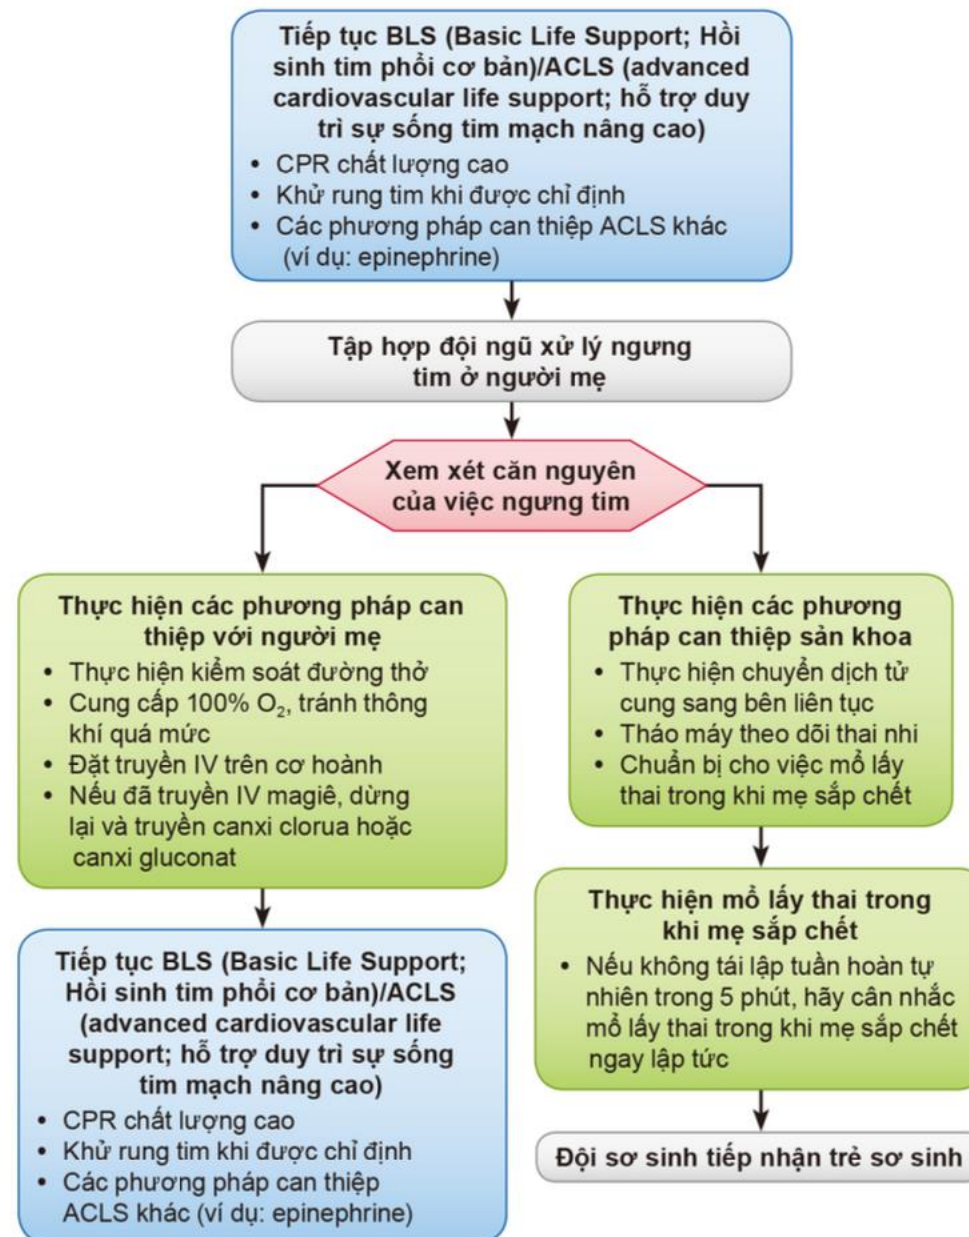 Tiếp tục BLS (Basic Life Support; Hồi
sinh tim phổi cơ bản)/ACLS (advanced
cardiovascular life support; hỗ trợ duy
trì sự sống tim mạch nâng cao)
• CPR chất lượng cao
• Khử rung tim khi được chỉ định
• Các phương pháp can thiệp ACLS khác
(ví dụ: epinephrine)
Tập hợp đội ngũ xử lý ngưng
tim ở người mẹ
Xem xét căn nguyên
của việc ngưng tim
Thực hiện các phương pháp can
thiệp với người mẹ
• Thực hiện kiểm soát đường thở
• Cung cấp 100% O₂, tránh thông
khí quá mức
• Đặt truyền IV trên cơ hoành
• Nếu đã truyền IV magiê, dừng
lại và truyền canxi clorua hoặc
canxi gluconat
Tiếp tục BLS (Basic Life Support;
Hồi sinh tim phổi cơ bản)/ACLS
(advanced cardiovascular life
support; hỗ trợ duy trì sự sống
tim mạch nâng cao)
• CPR chất lượng cao
• Khử rung tim khi được chỉ định
• Các phương pháp can thiệp
ACLS khác (ví dụ: epinephrine)
Thực hiện các phương
pháp can thiệp sản khoa
• Thực hiện chuyển dịch tử
cung sang bên liên tục
• Tháo máy theo dõi thai nhi
• Chuẩn bị cho việc mổ lấy
thai trong khi mẹ sắp chết
Thực hiện mổ lấy thai trong
khi mẹ sắp chết
• Nếu không tái lập tuần hoàn tự
nhiên trong 5 phút, hãy cân nhắc
mổ lấy thai trong khi mẹ sắp chết
ngay lập tức
Đội sơ sinh tiếp nhận trẻ sơ sinh